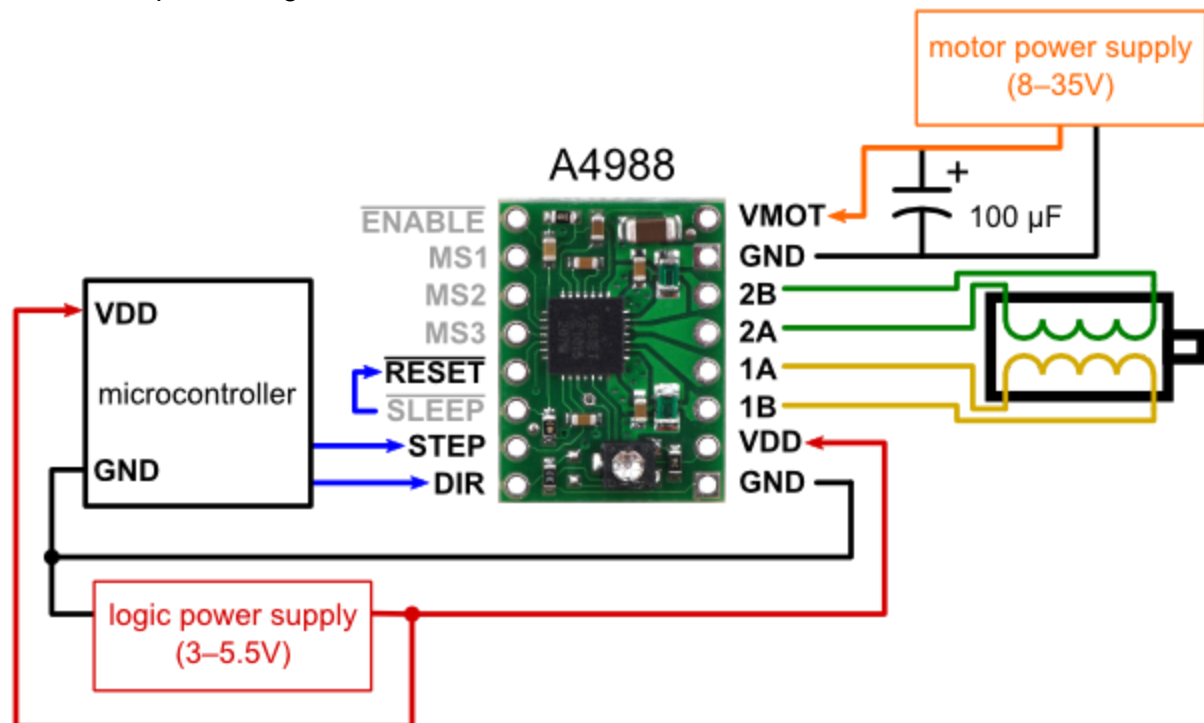 motor power supply
(8–35V)
A4988
ENABLE
VMOT
+
100 µF
MS1
GND
MS2
2B
MS3
2A
VDD
RESET
1A
microcontroller
SLEEP
1B
STEP
VDD
GND
DIR
GND
logic power supply
(3–5.5V)